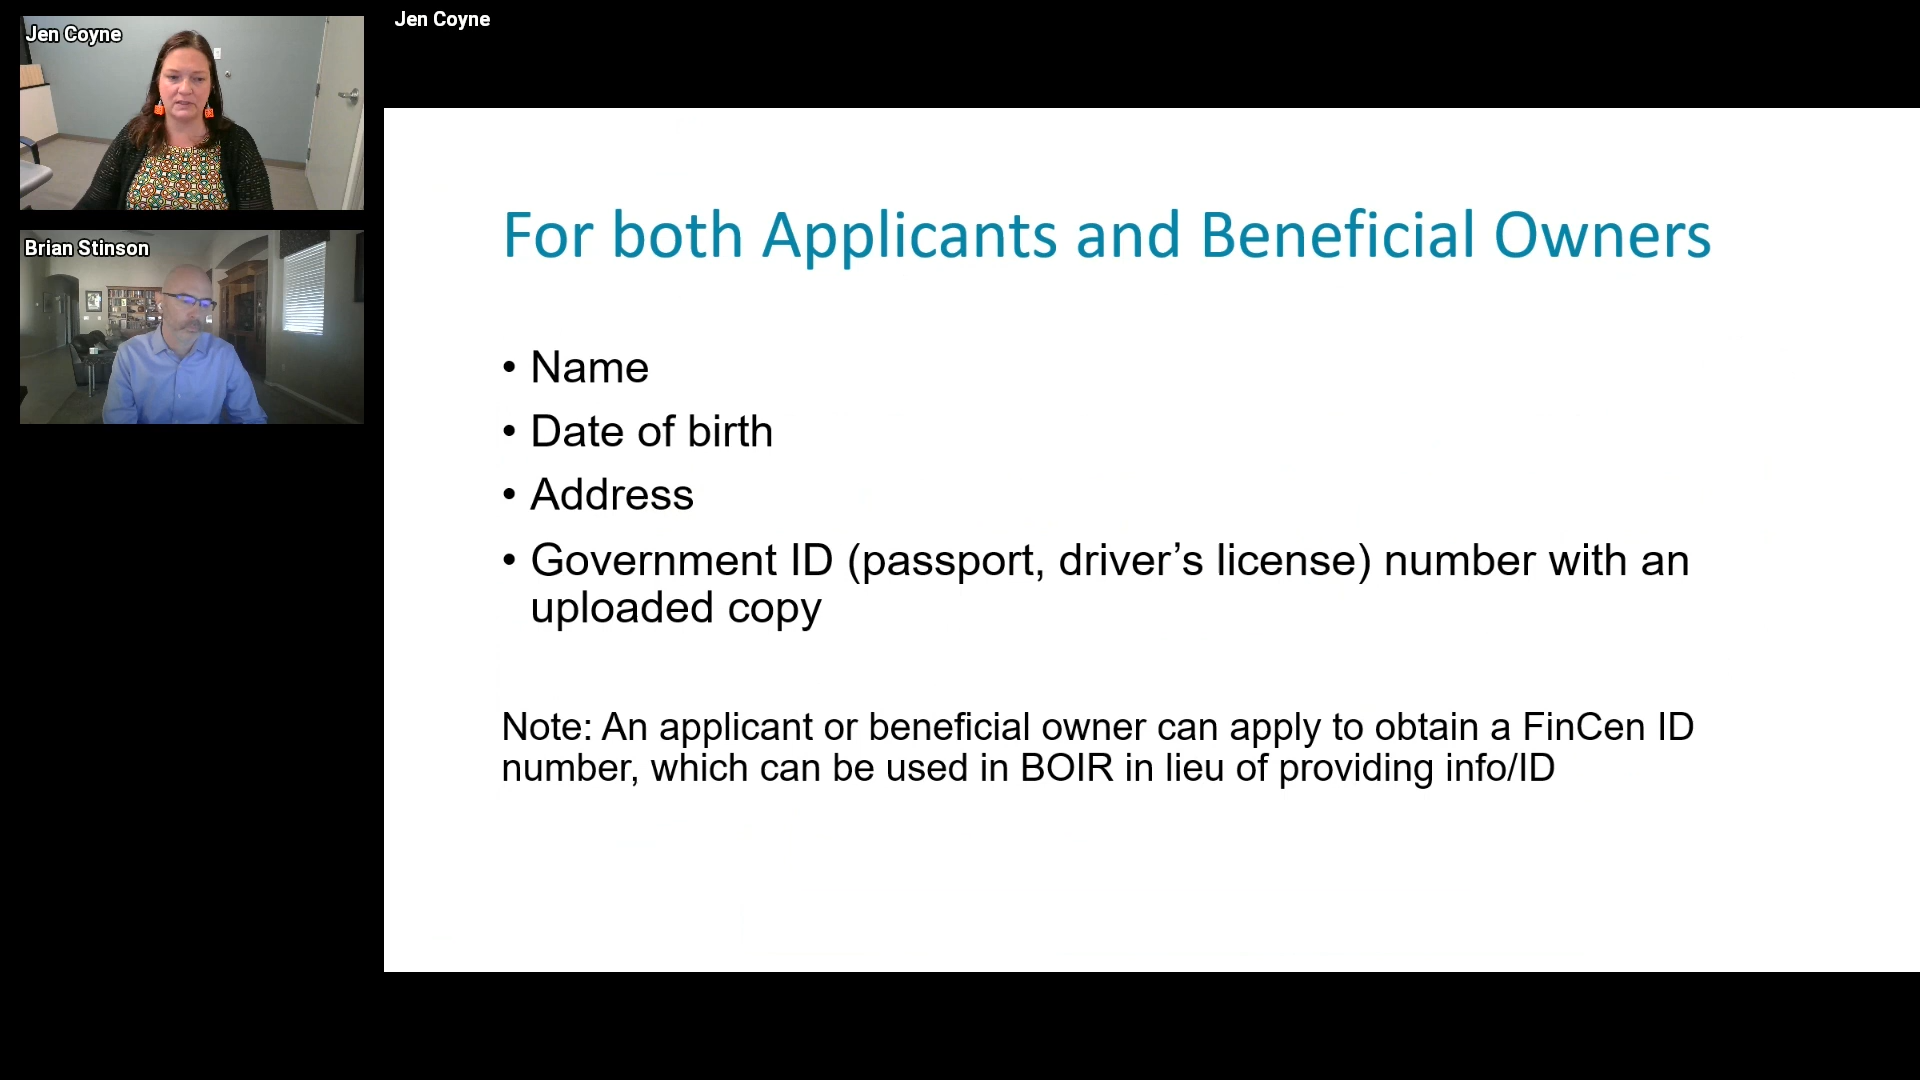 Jen Coyne
Jen Coyne
Brian Stinson
For both Applicants and Beneficial Owners
• Name
• Date of birth
• Address
• Government ID (passport, driver’s license) number with an
uploaded copy
Note: An applicant or beneficial owner can apply to obtain a FinCen ID
number, which can be used in BOIR in lieu of providing info/ID